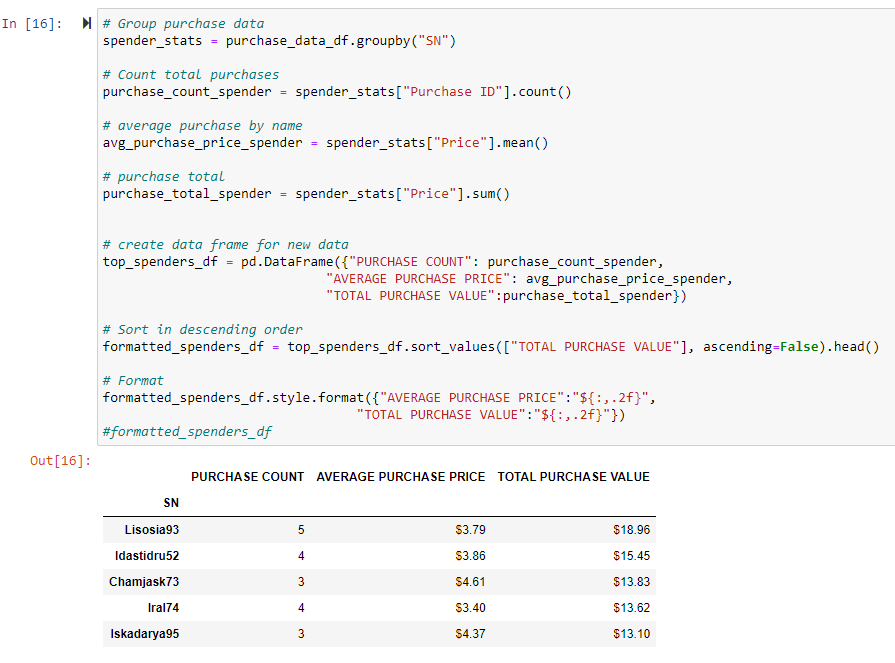 In [16]:
# Group purchase data
spender_stats = purchase_data_df.groupby("SN")
# Count total purchases
purchase_count_spender = spender_stats["Purchase ID"].count()
# average purchase by name
avg_purchase_price_spender = spender_stats["Price"].mean()
# purchase total
purchase_total_spender = spender_stats["Price"].sum()
# create data frame for new data
top_spenders_df = pd.DataFrame({"PURCHASE COUNT": purchase_count_spender,
"AVERAGE PURCHASE PRICE": avg_purchase_price_spender,
"TOTAL PURCHASE VALUE":purchase_total_spender})
# Sort in descending order
formatted_spenders_df = top_spenders_df.sort_values(["TOTAL PURCHASE VALUE"], ascending=False).head()
# Format
formatted_spenders_df.style.format({"AVERAGE PURCHASE PRICE":"${:,.2f}",
"TOTAL PURCHASE VALUE":"${:,.2f}"})
#formatted_spenders_df
Out[16]:
PURCHASE COUNT AVERAGE PURCHASE PRICE TOTAL PURCHASE VALUE
SN
Lisosia93 5 $3.79 $18.96
Idastidru52 4 $3.86 $15.45
Chamjask73 3 $4.61 $13.83
Iral74 4 $3.40 $13.62
Iskadarya95 3 $4.37 $13.10